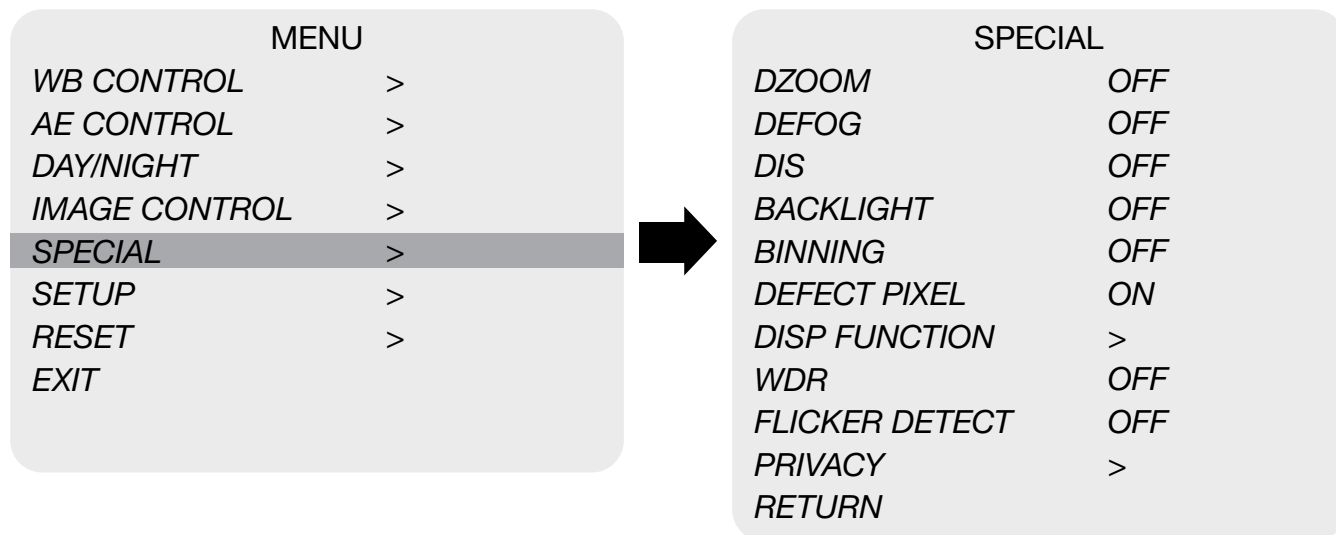 MENU
WB CONTROL >
AE CONTROL >
DAY/NIGHT >
IMAGE CONTROL >
SPECIAL >
SETUP >
RESET >
EXIT
SPECIAL
DZOOM OFF
DEFOG OFF
DIS OFF
BACKLIGHT OFF
BINNING OFF
DEFECT PIXEL ON
DISP FUNCTION >
WDR OFF
FLICKER DETECT OFF
PRIVACY >
RETURN